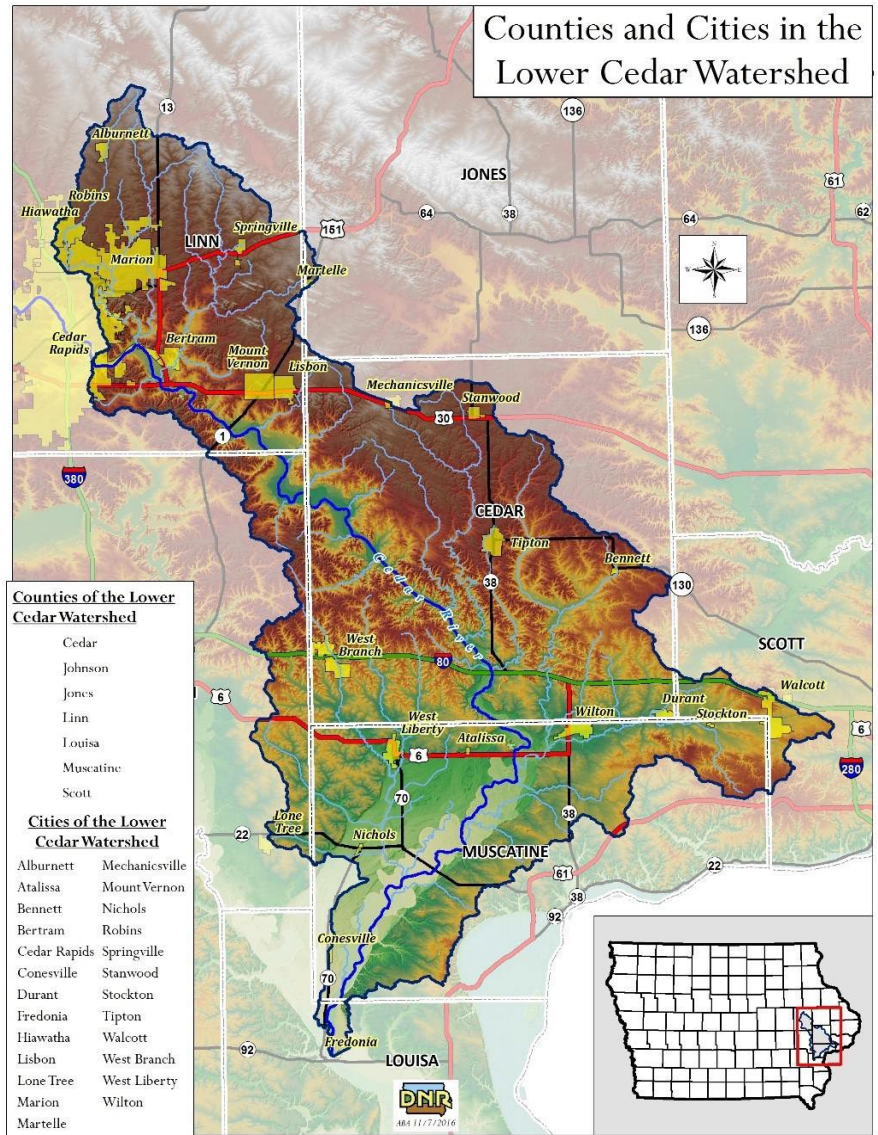 Counties and Cities in the
Lower Cedar Watershed
13
136
Alburnett
JONES
61
Robins
Hiawatha
64
38
64
62
Springville
151
LINN
Marion
Martelle
S
W
E
S
136
Cedar
Rapids
Bertram
Mount
Vernon
Lisbon
Mechanicsville
Stanwood
30
1
380
CEDAR
Tipton
Bennett
Cedar River
38
130
SCOTT
West
Branch
80
Walcott
6
Durant
Wilton
West
Liberty
Stockton
Atalissa
6
6
280
70
Lone
Tree
38
22
Nichols
MUSCATINE
61
22
38
92
Conesville
70
Fredonia
92
LOUISA
Counties of the Lower
Cedar Watershed
Cedar
Johnson
Jones
Linn
Louisa
Muscatine
Scott
Cities of the Lower
Cedar Watershed
Alburnett
Atalissa
Bennett
Bertram
Cedar Rapids
Conesville
Durant
Fredonia
Hiawatha
Lisbon
Lone Tree
Marion
Martelle
Mechanicsville
Mount Vernon
Nichols
Robins
Springville
Stanwood
Stockton
Tipton
Walcott
West Branch
West Liberty
Wilton
DNR
ABA 11/7/2016